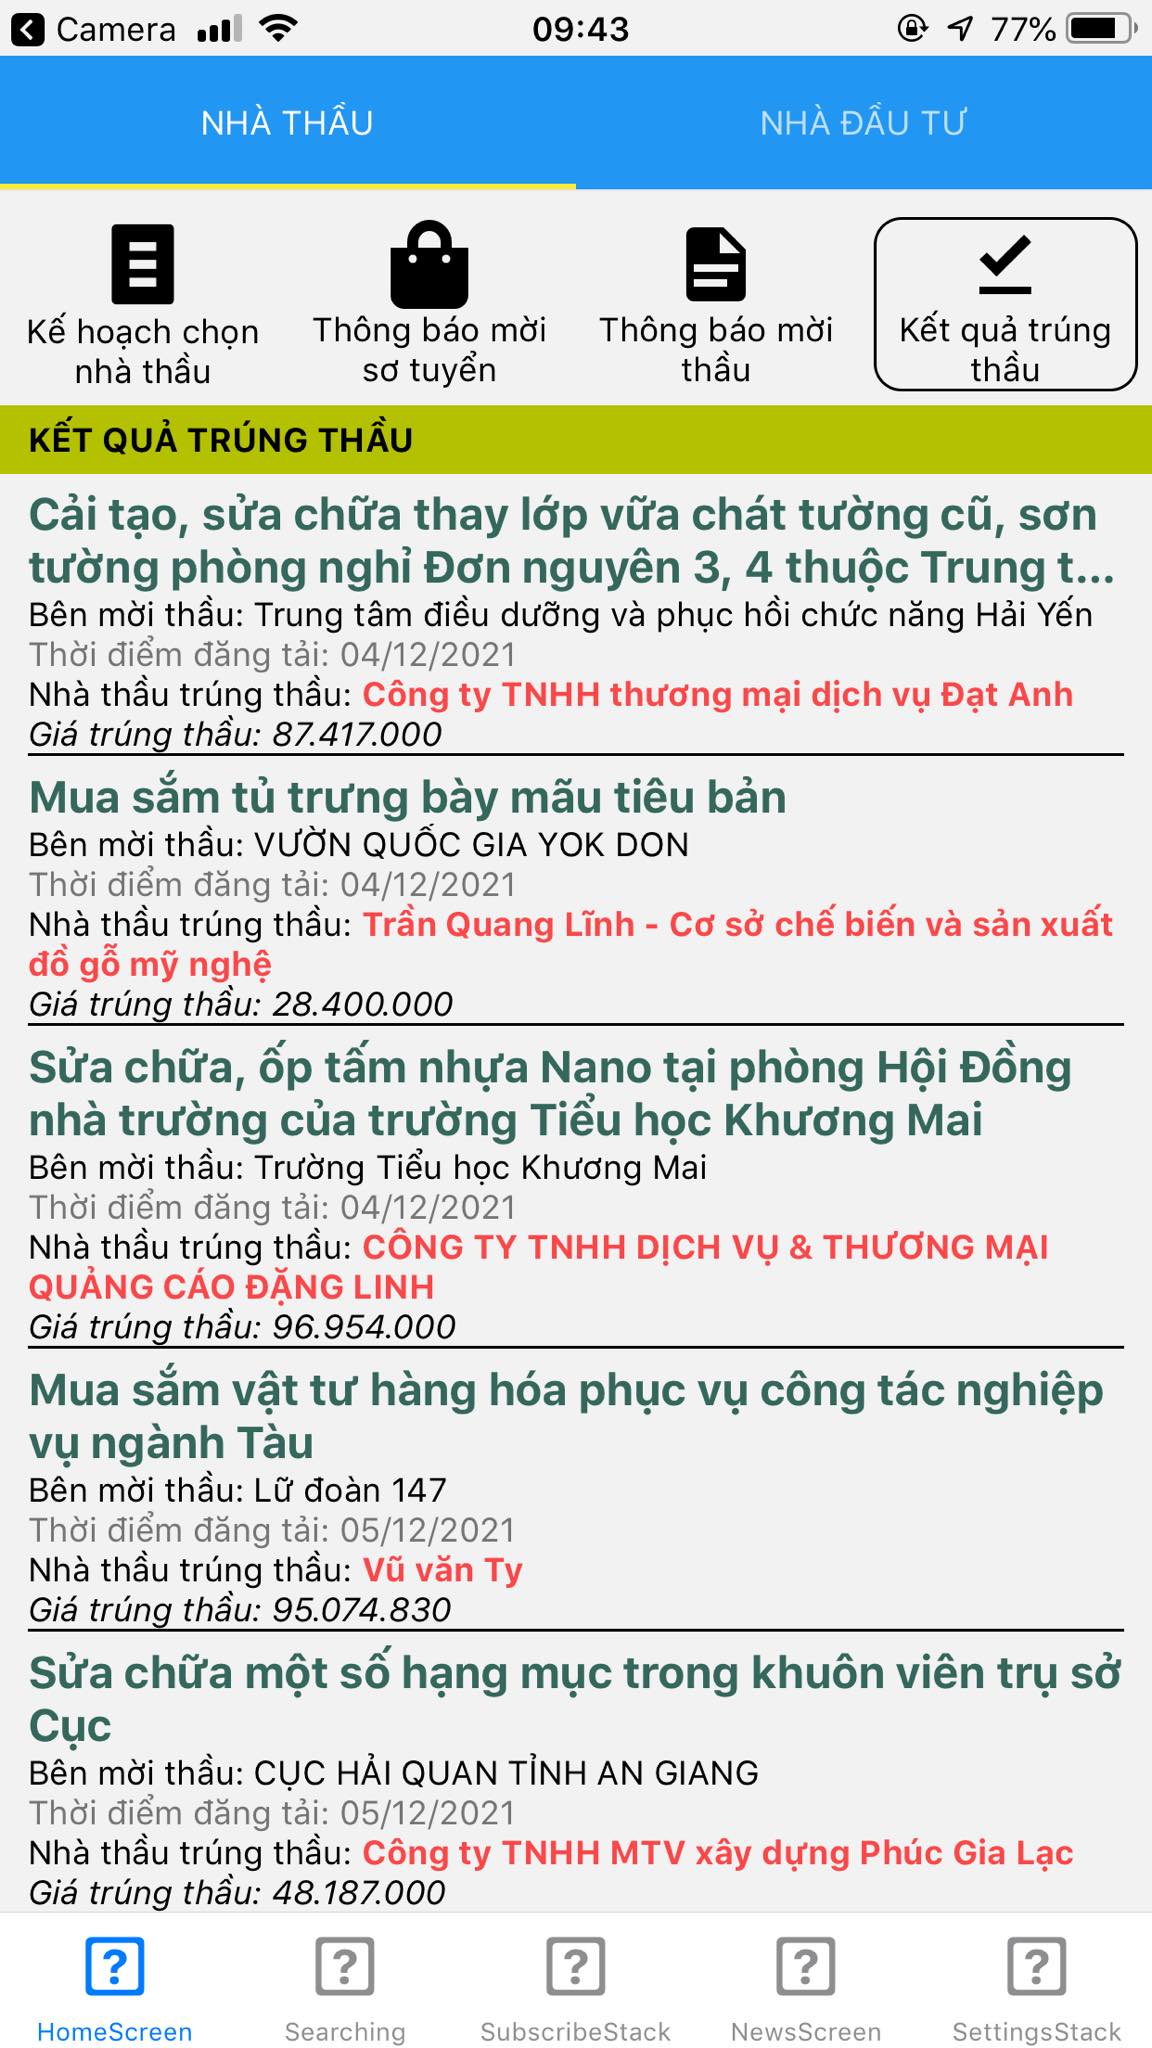 Camera 09:43 77%
NHÀ THẦU NHÀ ĐẦU TƯ
Kế hoạch chọn
nhà thầu
Thông báo mời
sơ tuyển
Thông báo mời
thầu
Kết quả trúng
thầu
KẾT QUẢ TRÚNG THẦU
Cải tạo, sửa chữa thay lớp vữa chát tường cũ, sơn
tường phòng nghỉ Đơn nguyên 3, 4 thuộc Trung t...
Bên mời thầu: Trung tâm điều dưỡng và phục hồi chức năng Hải Yến
Thời điểm đăng tải: 04/12/2021
Nhà thầu trúng thầu: Công ty TNHH thương mại dịch vụ Đạt Anh
Giá trúng thầu: 87.417.000
Mua sắm tủ trưng bày mẫu tiêu bản
Bên mời thầu: VƯỜN QUỐC GIA YOK DON
Thời điểm đăng tải: 04/12/2021
Nhà thầu trúng thầu: Trần Quang Lĩnh - Cơ sở chế biến và sản xuất
đồ gỗ mỹ nghệ
Giá trúng thầu: 28.400.000
Sửa chữa, ốp tấm nhựa Nano tại phòng Hội Đồng
nhà trường của trường Tiểu học Khương Mai
Bên mời thầu: Trường Tiểu học Khương Mai
Thời điểm đăng tải: 04/12/2021
Nhà thầu trúng thầu: CÔNG TY TNHH DỊCH VỤ & THƯƠNG MẠI
QUẢNG CÁO ĐẶNG LINH
Giá trúng thầu: 96.954.000
Mua sắm vật tư hàng hóa phục vụ công tác nghiệp
vụ ngành Tàu
Bên mời thầu: Lữ đoàn 147
Thời điểm đăng tải: 05/12/2021
Nhà thầu trúng thầu: Vũ văn Ty
Giá trúng thầu: 95.074.830
Sửa chữa một số hạng mục trong khuôn viên trụ sở
Cục
Bên mời thầu: CỤC HẢI QUAN TỈNH AN GIANG
Thời điểm đăng tải: 05/12/2021
Nhà thầu trúng thầu: Công ty TNHH MTV xây dựng Phúc Gia Lạc
Giá trúng thầu: 48.187.000
? ? ? ? ?
HomeScreen Searching SubscribeStack NewsScreen SettingsStack